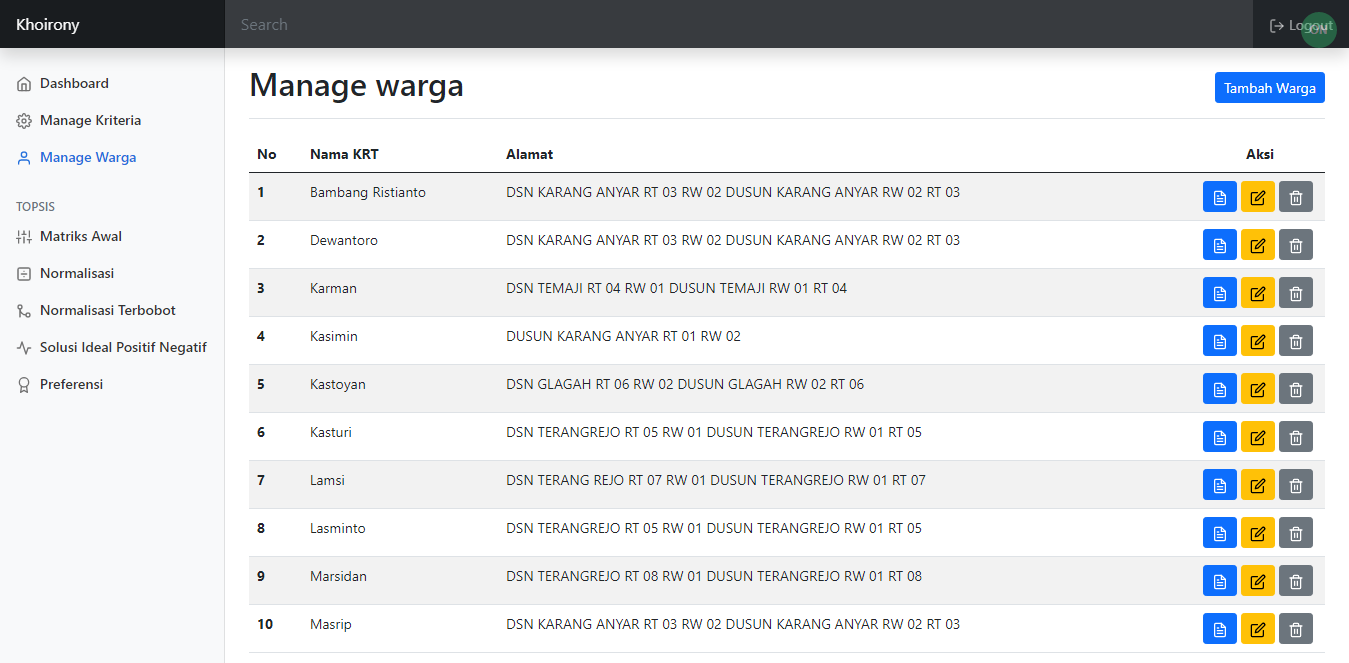 Khoirony
Search
Logout
ON
Dashboard
Manage Kriteria
Manage Warga
TOPSIS
Matriks Awal
Normalisasi
Normalisasi Terbobot
Solusi Ideal Positif Negatif
Preferensi
Manage warga
Tambah Warga
No Nama KRT Alamat Aksi
1 Bambang Ristianto DSN KARANG ANYAR RT 03 RW 02 DUSUN KARANG ANYAR RW 02 RT 03
2 Dewantoro DSN KARANG ANYAR RT 03 RW 02 DUSUN KARANG ANYAR RW 02 RT 03
3 Karman DSN TEMAJI RT 04 RW 01 DUSUN TEMAJI RW 01 RT 04
4 Kasimin DUSUN KARANG ANYAR RT 01 RW 02
5 Kastoyan DSN GLAGAH RT 06 RW 02 DUSUN GLAGAH RW 02 RT 06
6 Kasturi DSN TERANGREJO RT 05 RW 01 DUSUN TERANGREJO RW 01 RT 05
7 Lamsi DSN TERANG REJO RT 07 RW 01 DUSUN TERANGREJO RW 01 RT 07
8 Lasminto DSN TERANGREJO RT 05 RW 01 DUSUN TERANGREJO RW 01 RT 05
9 Marsidan DSN TERANGREJO RT 08 RW 01 DUSUN TERANGREJO RW 01 RT 08
10 Masrip DSN KARANG ANYAR RT 03 RW 02 DUSUN KARANG ANYAR RW 02 RT 03